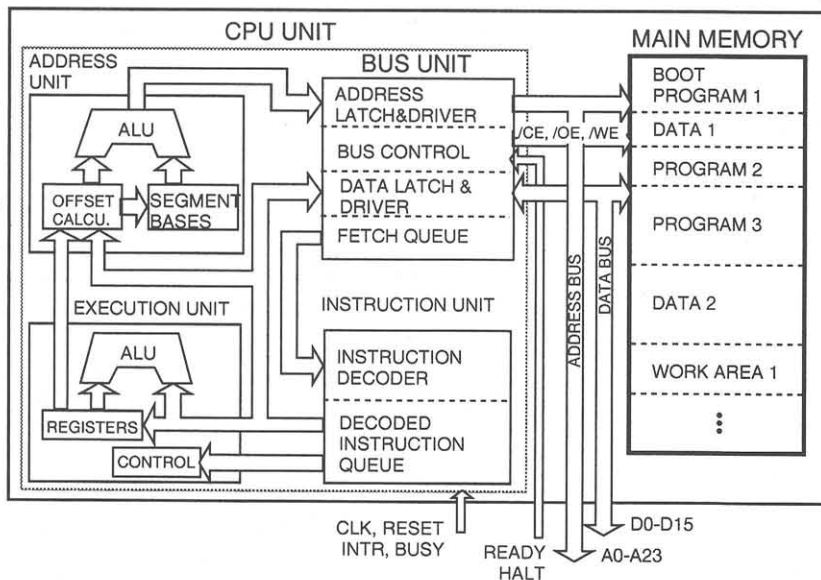 CPU UNIT
MAIN MEMORY
ADDRESS
UNIT
ALU
OFFSET
CALCU.
SEGMENT
BASES
BUS UNIT
ADDRESS
LATCH&DRIVER
BUS CONTROL
DATA LATCH &
DRIVER
FETCH QUEUE
/CE, /OE, /WE
BOOT
PROGRAM 1
DATA 1
PROGRAM 2
PROGRAM 3
DATA 2
WORK AREA 1
ADDRESS BUS
DATA BUS
EXECUTION UNIT
ALU
REGISTERS
CONTROL
INSTRUCTION UNIT
INSTRUCTION
DECODER
DECODED
INSTRUCTION
QUEUE
CLK, RESET
INTR, BUSY
READY
HALT
D0-D15
A0-A23